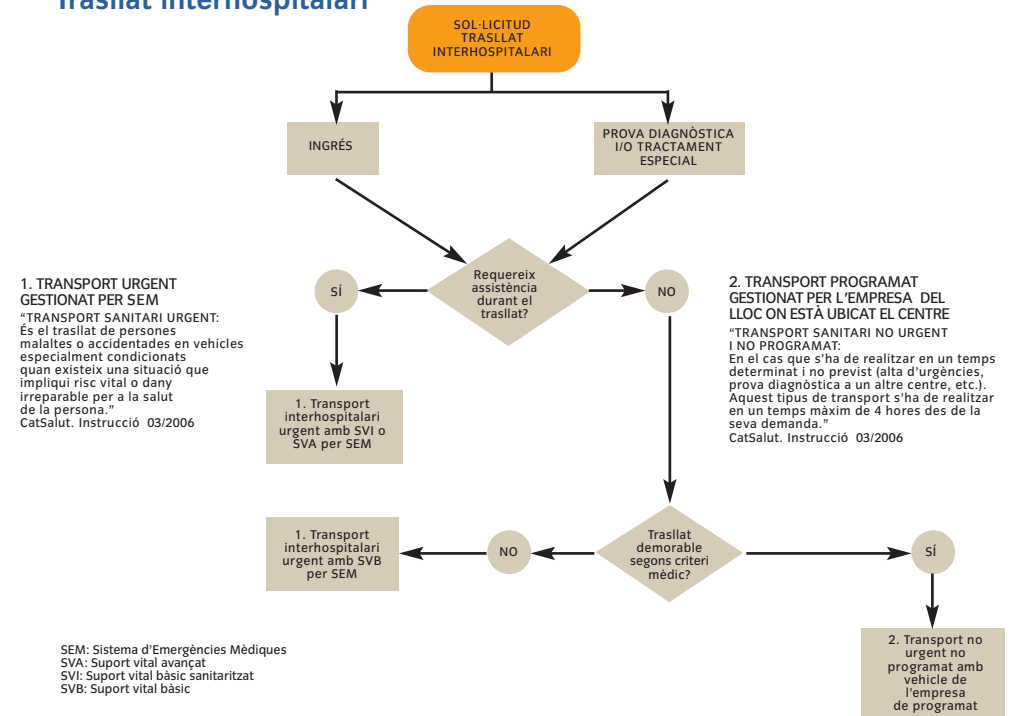 Trasllat interhospitalari
SOL·LICITUD
TRASLLAT
INTERHOSPITALARI
INGRÉS
PROVA DIAGNÒSTICA
I/O TRACTAMENT
ESPECIAL
Requereix
assistència
durant el
trasllat?
SÍ
NO
1. TRANSPORT URGENT
GESTIONAT PER SEM
“TRANSPORT SANITARI URGENT:
És el trasllat de persones
malaltes o accidentades en vehícles
especialment condicionats
quan existeix una situació que
impliqui risc vital o dany
irreparable per a la salut
de la persona.”
CatSalut. Instrucció 03/2006
2. TRANSPORT PROGRAMAT
GESTIONAT PER L'EMPRESA DEL
LLOC ON ESTÀ UBICAT EL CENTRE
“TRANSPORT SANITARI NO URGENT
I NO PROGRAMAT:
En el cas que s'ha de realitzar en un temps
determinat i no previst (alta d'urgències,
prova diagnòstica a un altre centre, etc.).
Aquest tipus de transport s'ha de realitzar
en un temps màxim de 4 hores des de la
seva demanda.”
CatSalut. Instrucció 03/2006
1. Transport
interhospitalari
urgent amb SVI o
SVA per SEM
1. Transport
interhospitalari
urgent amb SVB
per SEM
NO
Trasllat
demorable
segons criteri
mèdic?
SÍ
2. Transport no
urgent no
programat amb
vehicle de
l'empresa
de programat
SEM: Sistema d'Emergències Mèdiques
SVA: Suport vital avançat
SVI: Suport vital bàsic sanitaritzat
SVB: Suport vital bàsic